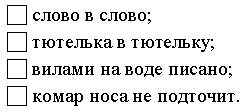 слово в слово;
тютелька в тютельку;
вилами на воде писано;
комар носа не подточит.